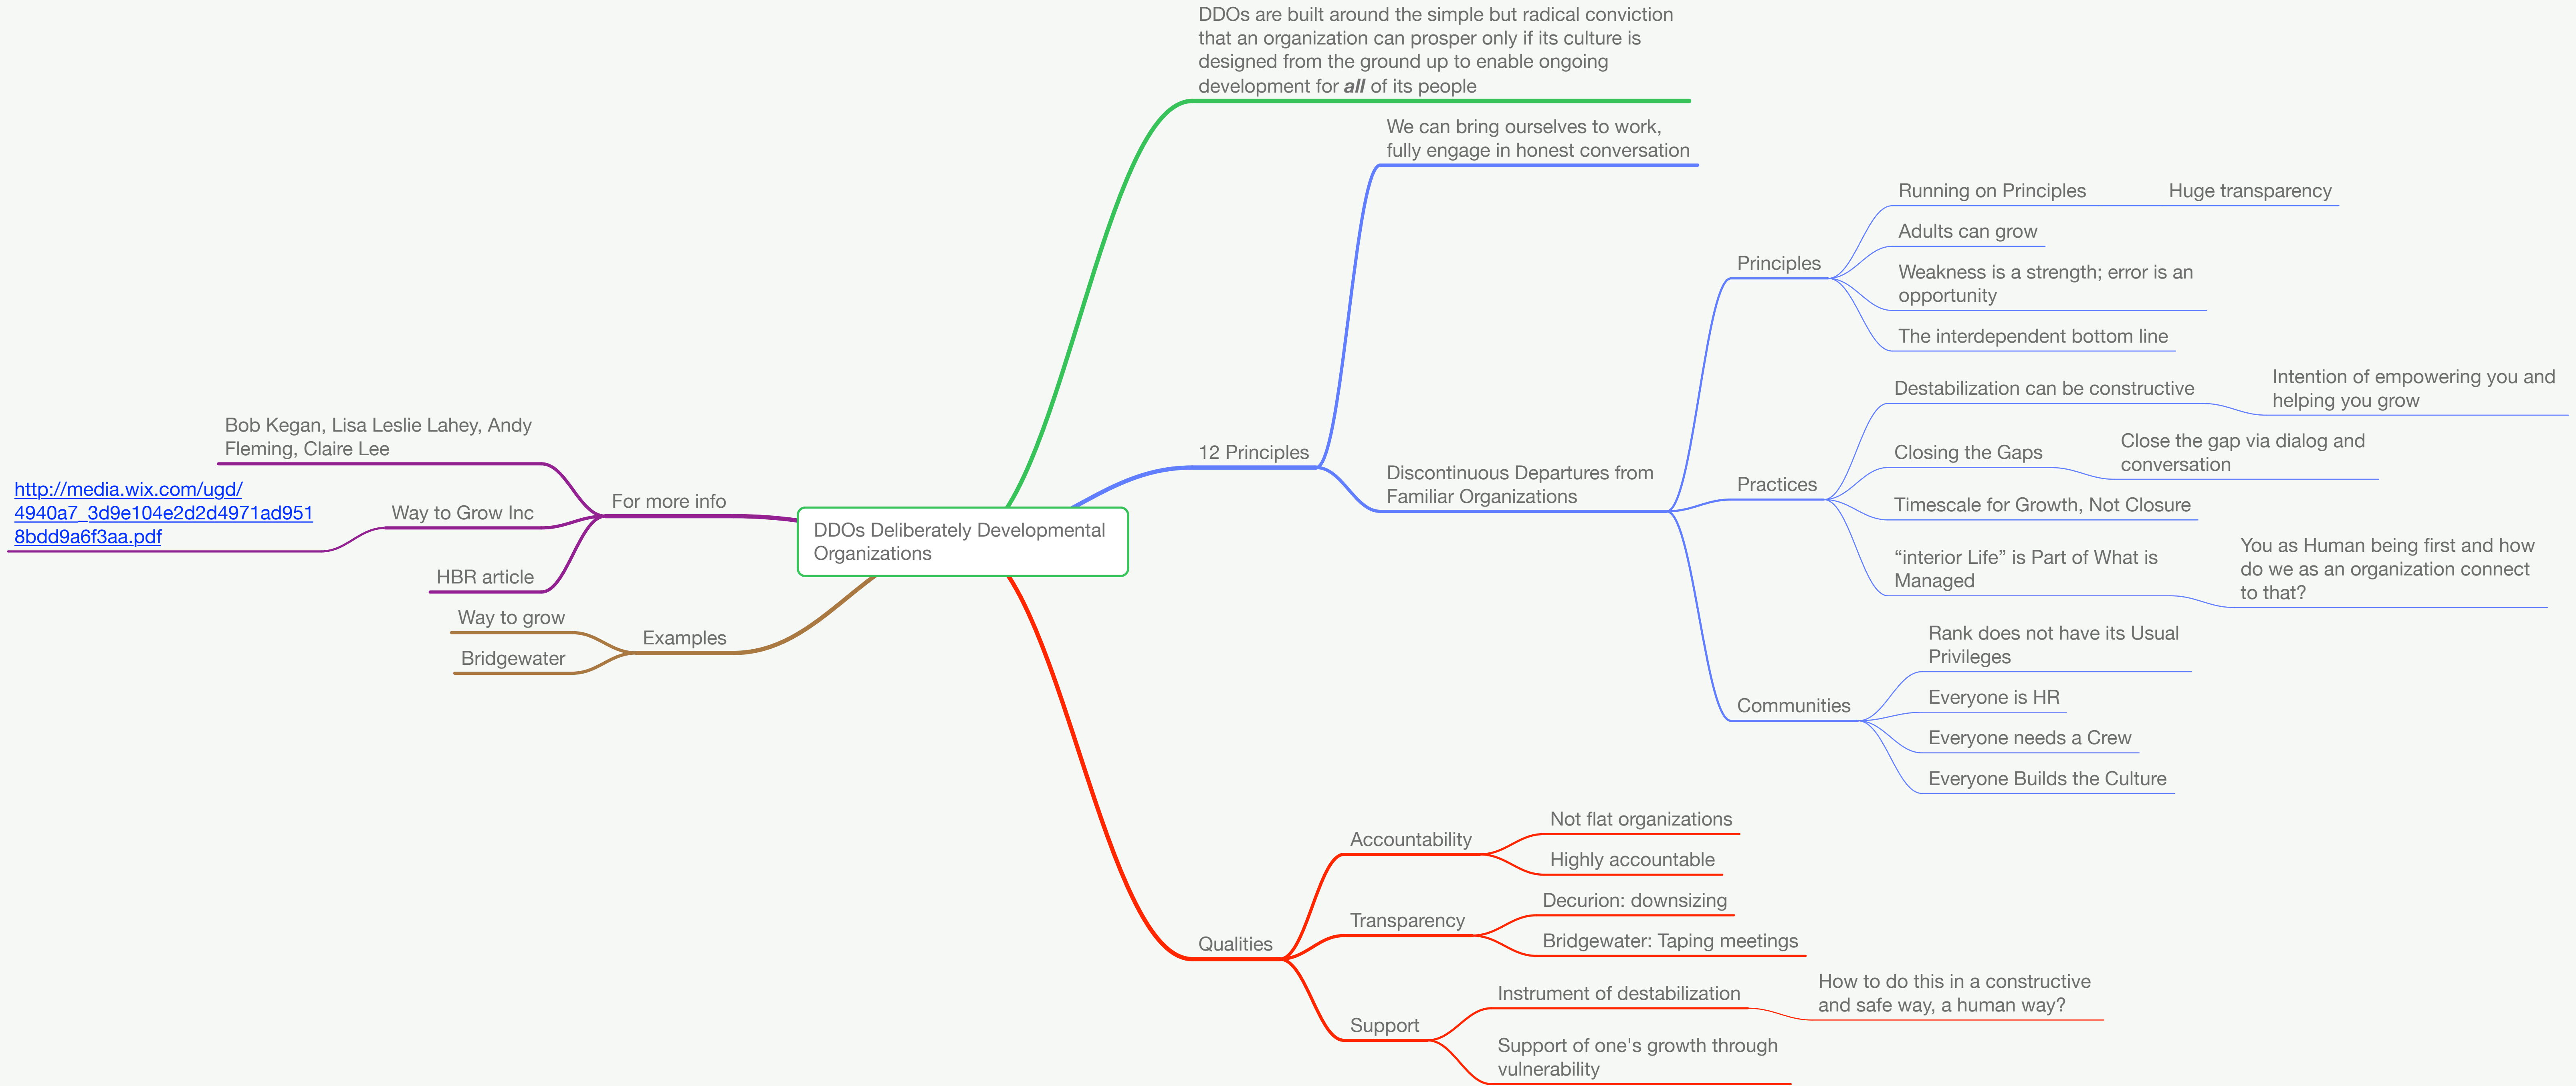 DDOs are built around the simple but radical conviction
that an organization can prosper only if its culture is
designed from the ground up to enable ongoing
development for all of its people
We can bring ourselves to work,
fully engage in honest conversation
Running on Principles
Huge transparency
Adults can grow
Principles
Weakness is a strength; error is an
opportunity
The interdependent bottom line
Destabilization can be constructive
Intention of empowering you and
helping you grow
Closing the Gaps
Close the gap via dialog and
conversation
12 Principles
Discontinuous Departures from
Familiar Organizations
Practices
Timescale for Growth, Not Closure
“interior Life” is Part of What is
Managed
You as Human being first and how
do we as an organization connect
to that?
Rank does not have its Usual
Privileges
Communities
Everyone is HR
Everyone needs a Crew
Everyone Builds the Culture
Bob Kegan, Lisa Leslie Lahey, Andy
Fleming, Claire Lee
http://media.wix.com/ugd/
4940a7_3d9e104e2d2d4971ad951
8bdd9a6f3aa.pdf
Way to Grow Inc
For more info
HBR article
DDOs Deliberately Developmental
Organizations
Way to grow
Examples
Bridgewater
Accountability
Not flat organizations
Highly accountable
Transparency
Decurion: downsizing
Bridgewater: Taping meetings
Qualities
Support
Instrument of destabilization
How to do this in a constructive
and safe way, a human way?
Support of one's growth through
vulnerability